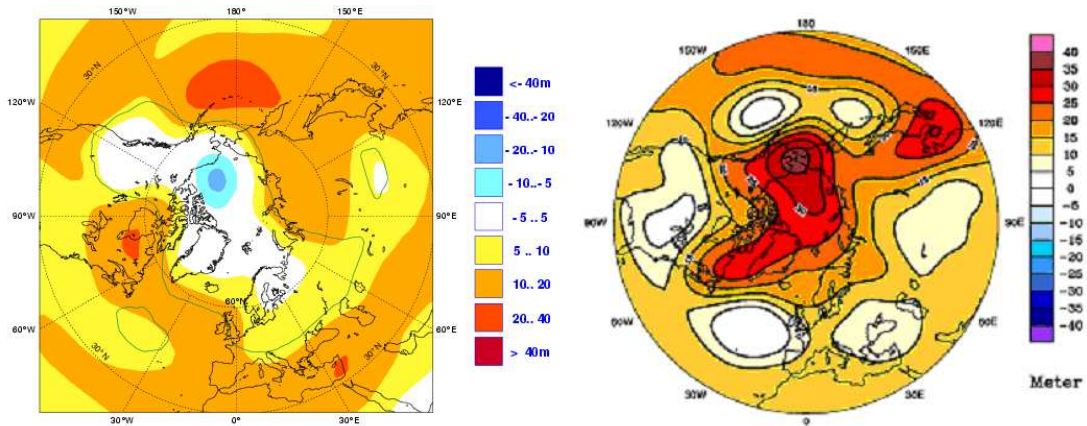 150°W 180° 150°E
30°N 30°N
120°W 120°E
90°W 90°E
60°N
60°W 60°E
30°N 30°N
30°W 0° 30°E
<- 40m
- 40..- 20
- 20..- 10
- 10..- 5
- 5 .. 5
5 .. 10
10.. 20
20.. 40
> 40m
180
150W 150E
120W 120E
90W 90E
60W 60E
30W 30E
0
40
35
30
25
20
15
10
5
0
-5
-10
-15
-20
-25
-30
-35
-40
Meter